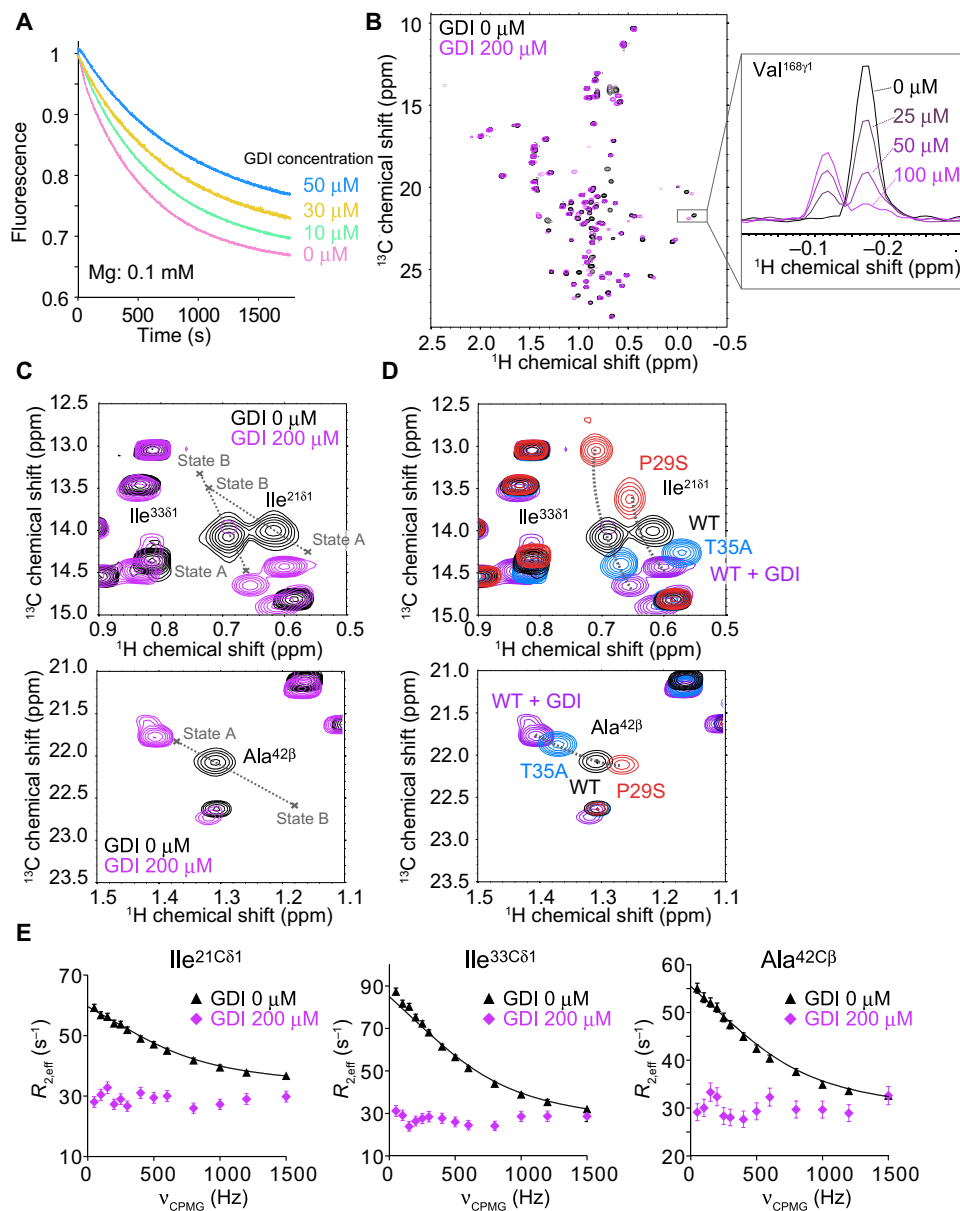 A
Fluorescence
1
0.9
0.8
0.7
0.6
GDI concentration
50 μM
30 μM
10 μM
0 μM
Mg: 0.1 mM
500
1000
1500
Time (s)
B
GDI 0 μM
GDI 200 μM
¹³C chemical shift (ppm)
10
15
20
25
2.5
2.0
1.5
1.0
0.5
0.0
-0.5
¹H chemical shift (ppm)
Val¹⁶⁸ᵞ¹
0 μM
25 μM
50 μM
100 μM
−0.1
−0.2
¹H chemical shift (ppm)
C
GDI 0 μM
GDI 200 μM
¹³C chemical shift (ppm)
12.5
13.0
13.5
14.0
14.5
15.0
State B
State B
Ile³³ᵟ¹
Ile²¹ᵟ¹
State A
State A
0.9
0.8
0.7
0.6
0.5
¹H chemical shift (ppm)
¹³C chemical shift (ppm)
21.0
21.5
22.0
22.5
23.0
23.5
State A
Ala⁴²ᵝ
State B
GDI 0 μM
GDI 200 μM
1.5
1.4
1.3
1.2
1.1
¹H chemical shift (ppm)
D
¹³C chemical shift (ppm)
12.5
13.0
13.5
14.0
14.5
15.0
P29S
Ile²¹ᵟ¹
Ile³³ᵟ¹
WT
T35A
WT + GDI
0.9
0.8
0.7
0.6
0.5
¹H chemical shift (ppm)
¹³C chemical shift (ppm)
21.0
21.5
22.0
22.5
23.0
23.5
WT + GDI
Ala⁴²ᵝ
T35A
WT
P29S
1.5
1.4
1.3
1.2
1.1
¹H chemical shift (ppm)
E
Ile²¹ᶜᵟ¹
GDI 0 μM
GDI 200 μM
R₂,eff (s⁻¹)
70
50
30
10
0
500
1000
1500
νCPMG (Hz)
Ile³³ᶜᵟ¹
GDI 0 μM
GDI 200 μM
R₂,eff (s⁻¹)
90
70
50
30
10
0
500
1000
1500
νCPMG (Hz)
Ala⁴²ᶜᵝ
GDI 0 μM
GDI 200 μM
R₂,eff (s⁻¹)
60
50
40
30
20
0
500
1000
1500
νCPMG (Hz)